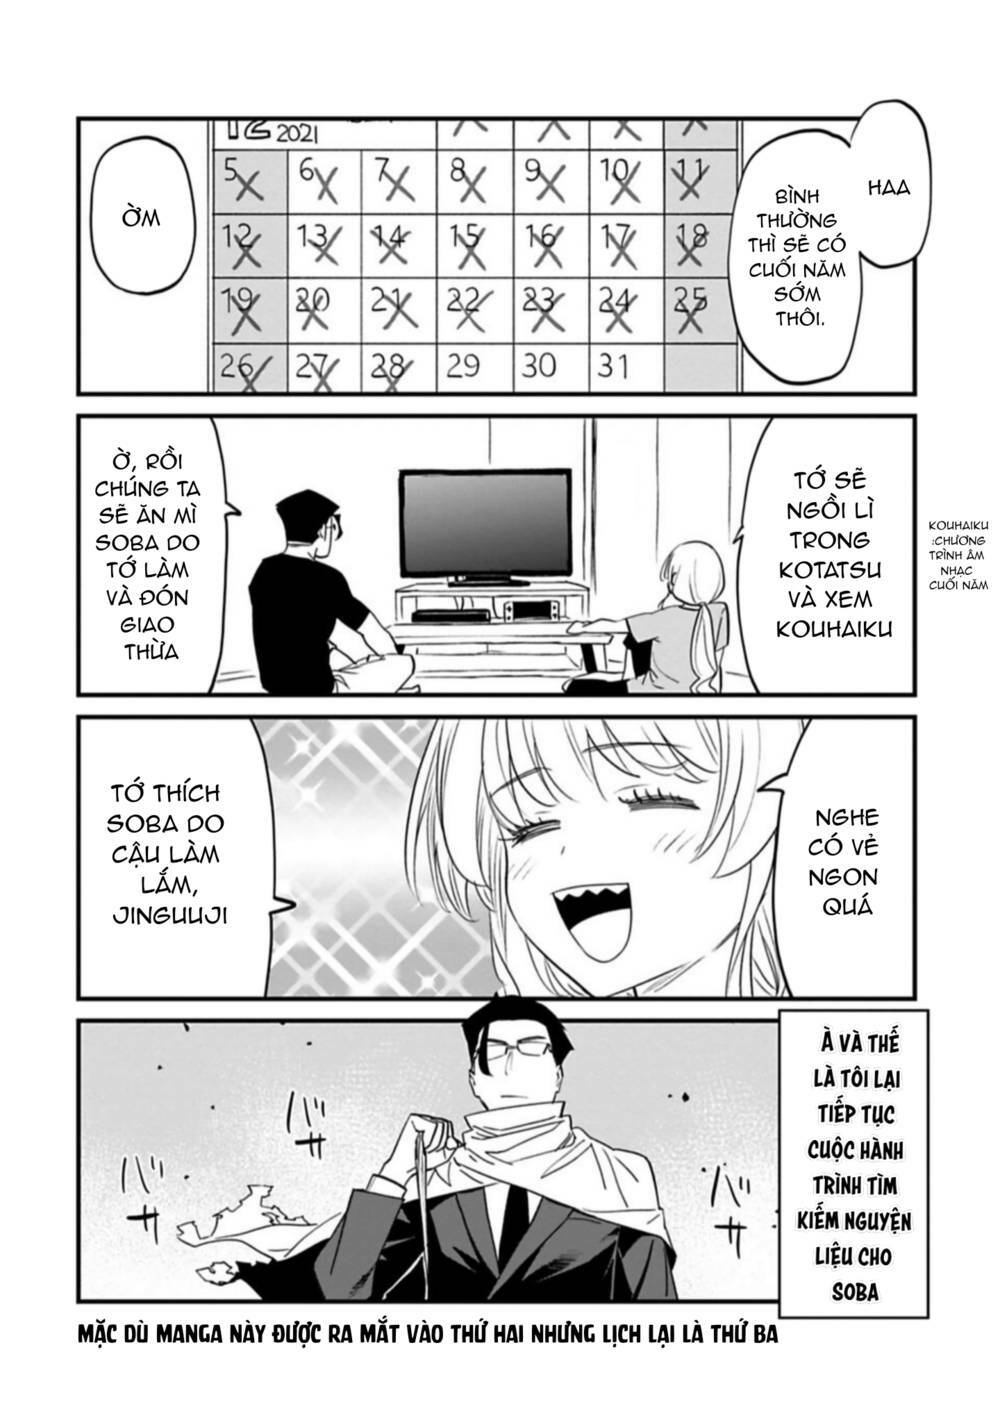 HAA
BÌNH
THƯỜNG
THÌ SẼ CÓ
CUỐI NĂM
SỚM
THÔI.
12 2021
5 6 7 8 9 10 11
12 13 14 15 16 17 18
19 20 21 22 23 24 25
26 27 28 29 30 31
ỜM
TỚ SẼ
NGỒI LÌ
TRONG
KOTATSU
VÀ XEM
KOUHAIKU
KOUHAIKU
:CHƯƠNG
TRÌNH ÂM
NHẠC
CUỐI NĂM
Ờ, RỒI
CHÚNG TA
SẼ ĂN MÌ
SOBA DO
TỚ LÀM
VÀ ĐÓN
GIAO
THỪA
NGHE
CÓ VẺ
NGON
QUÁ
TỚ THÍCH
SOBA DO
CẬU LÀM
LẮM,
JINGUUJI
À VÀ THẾ
LÀ TÔI LẠI
TIẾP TỤC
CUỘC HÀNH
TRÌNH TÌM
KIẾM NGUYÊN
LIỆU CHO
SOBA
バサ
バサ
バサ
MẶC DÙ MANGA NÀY ĐƯỢC RA MẮT VÀO THỨ HAI NHƯNG LỊCH LẠI LÀ THỨ BA